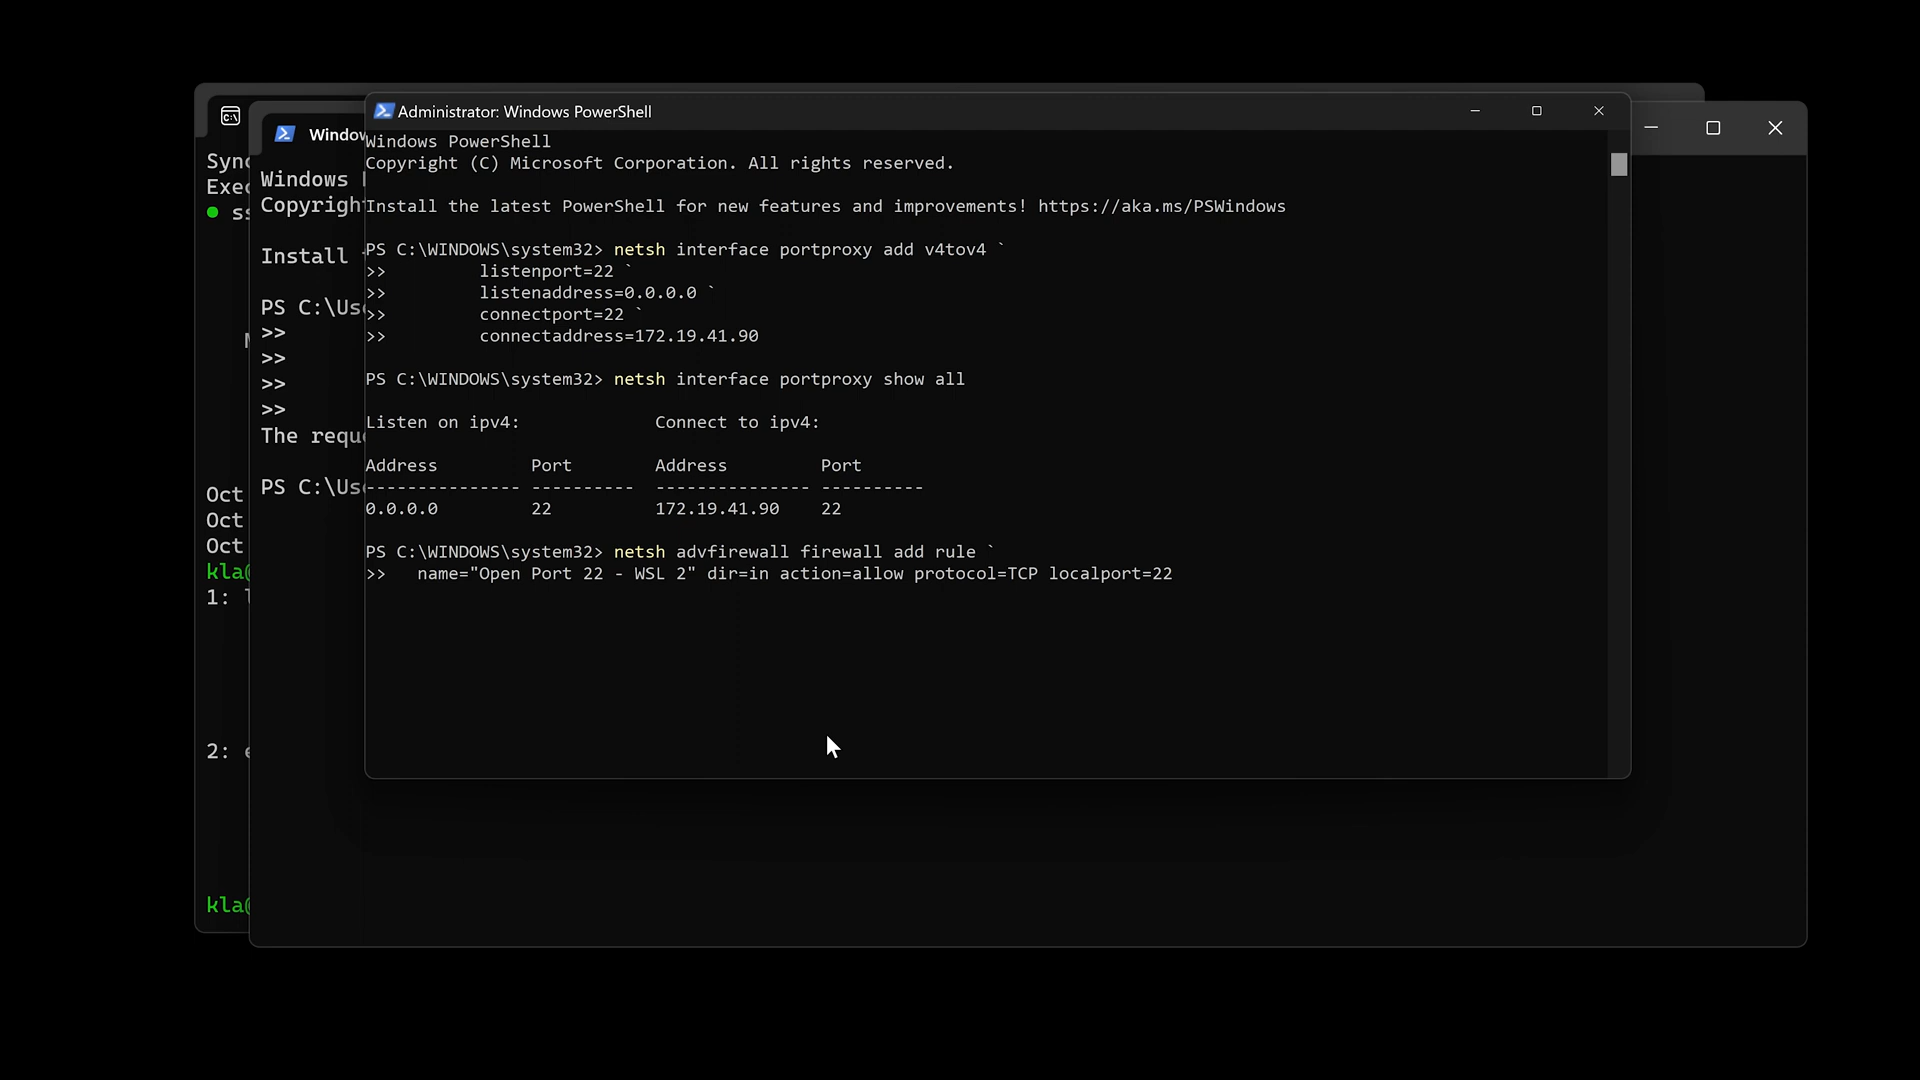 Administrator: Windows PowerShell
Windows PowerShell
Copyright (C) Microsoft Corporation. All rights reserved.
Install the latest PowerShell for new features and improvements! https://aka.ms/PSWindows
PS C:\WINDOWS\system32> netsh interface portproxy add v4tov4 `
>> listenport=22 `
>> listenaddress=0.0.0.0 `
>> connectport=22 `
>> connectaddress=172.19.41.90
PS C:\WINDOWS\system32> netsh interface portproxy show all
Listen on ipv4: Connect to ipv4:
Address Port Address Port
--------------- ---------- --------------- ----------
0.0.0.0 22 172.19.41.90 22
PS C:\WINDOWS\system32> netsh advfirewall firewall add rule `
>> name="Open Port 22 - WSL 2" dir=in action=allow protocol=TCP localport=22
Windows
Copyright
Install
PS C:\
>>
>>
>>
>>
The
PS C:\
Oct
Oct
Oct
1:
2: